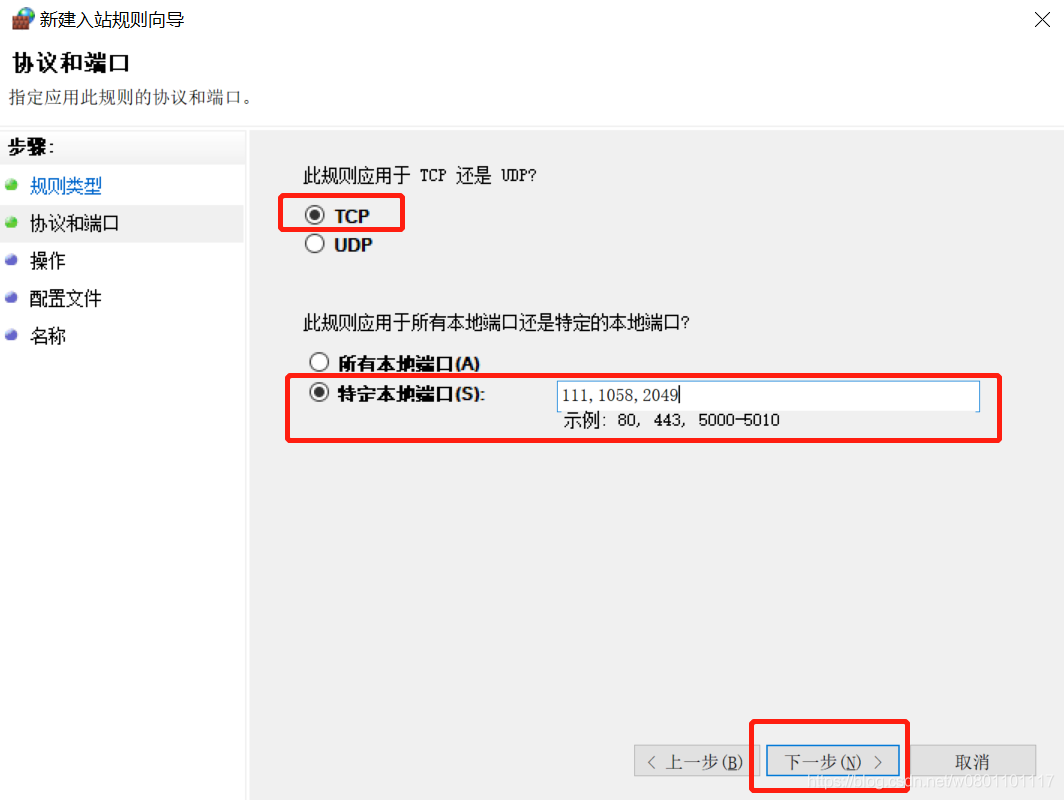 新建入站规则向导
协议和端口
指定应用此规则的协议和端口。
步骤:
规则类型
协议和端口
操作
配置文件
名称
此规则应用于 TCP 还是 UDP?
TCP
UDP
此规则应用于所有本地端口还是特定的本地端口?
所有本地端口(A)
特定本地端口(S):
111,1058,2049
示例: 80, 443, 5000-5010
< 上一步(B)
下一步(N) >
取消
https://blog.csdn.net/w0801101117